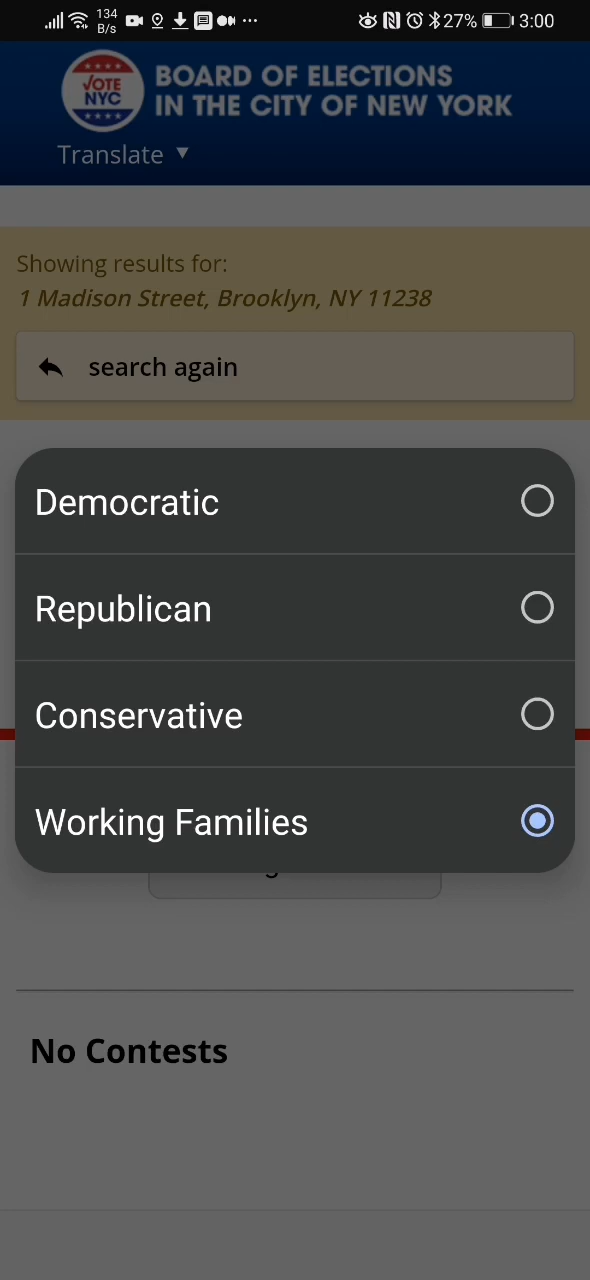 134
B/s
27%
3:00
VOTE
NYC
BOARD OF ELECTIONS
IN THE CITY OF NEW YORK
Translate ▼
Showing results for:
1 Madison Street, Brooklyn, NY 11238
search again
Democratic
Republican
Conservative
Working Families
No Contests